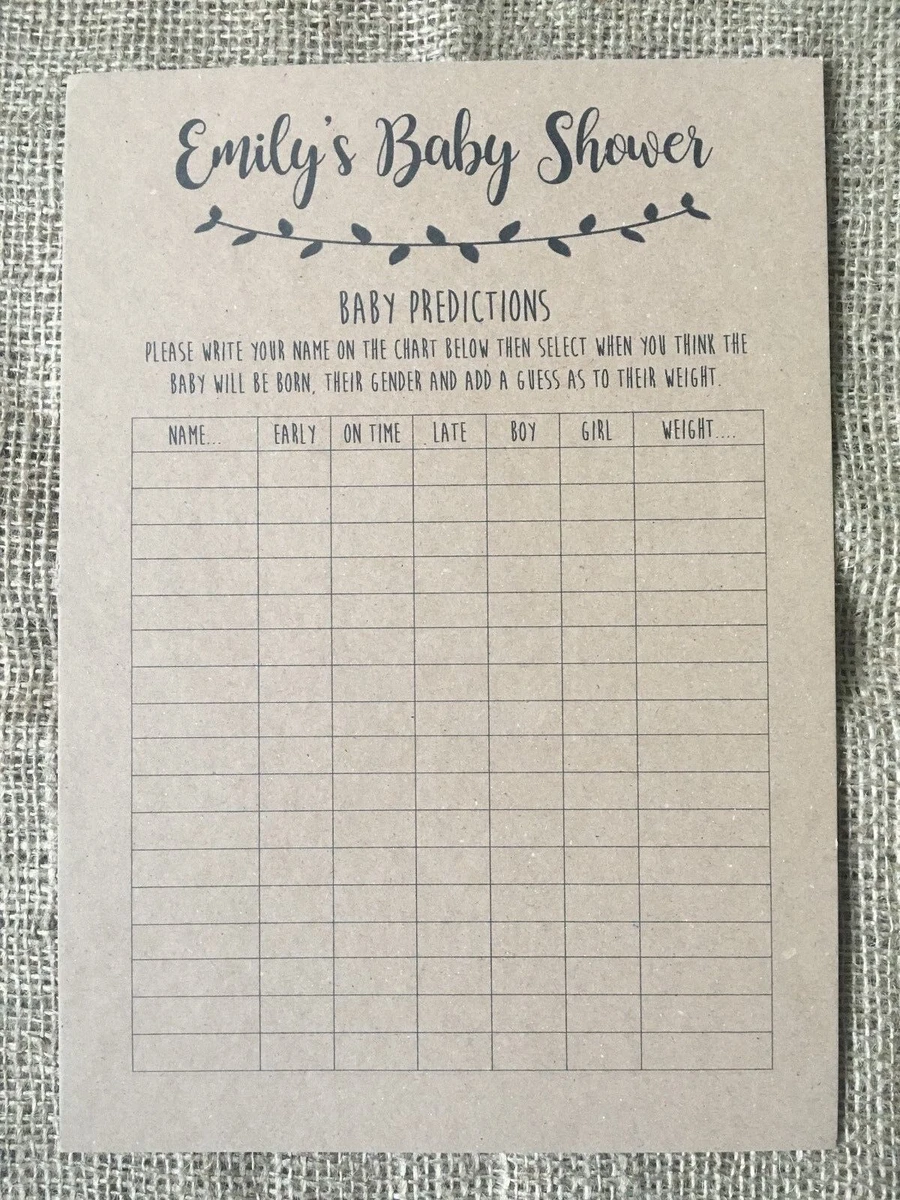 Emily's Baby Shower
BABY PREDICTIONS
PLEASE WRITE YOUR NAME ON THE CHART BELOW THEN SELECT WHEN YOU THINK THE
BABY WILL BE BORN, THEIR GENDER AND ADD A GUESS AS TO THEIR WEIGHT.
NAME... EARLY ON TIME LATE BOY GIRL WEIGHT....